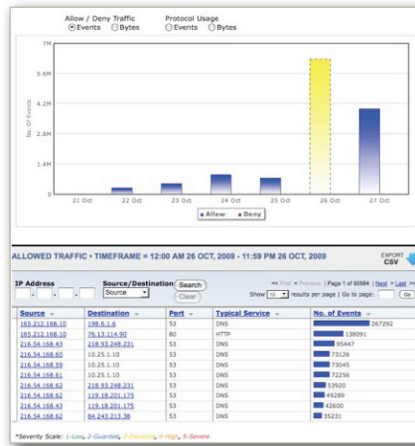 Allow / Deny Traffic Protocol Usage
Events Bytes Events Bytes
7M
5.6M
4.2M
2.8M
1.4M
0
No. Of Events
21 Oct 22 Oct 23 Oct 24 Oct 25 Oct 26 Oct 27 Oct
Allow Deny
ALLOWED TRAFFIC • TIMEFRAME = 12:00 AM 26 OCT, 2009 - 11:59 PM 26 OCT, 2009 EXPORT CSV
IP Address Source/Destination Search << First < Previous | Page 1 of 90584 | Next > Last >>
. . . Source Clear Show 10 results per page | Go to page: Go
Source Destination Port Typical Service No. of Events
165.212.168.10 198.6.1.6 53 DNS 267292
165.212.168.10 76.13.114.90 80 HTTP 138091
216.54.168.43 218.93.248.231 53 DNS 95447
216.54.168.60 10.25.1.10 53 DNS 73126
216.54.168.59 10.25.1.10 53 DNS 73045
216.54.168.61 10.25.1.10 53 DNS 72256
216.54.168.62 218.93.248.231 53 DNS 53920
216.54.168.62 119.18.201.175 53 DNS 49289
216.54.168.43 119.18.201.175 53 DNS 42600
216.54.168.62 84.243.213.38 53 DNS 35231
*Severity Scale: 1-Low, 2-Guarded, 3-Elevated, 4-High, 5-Severe